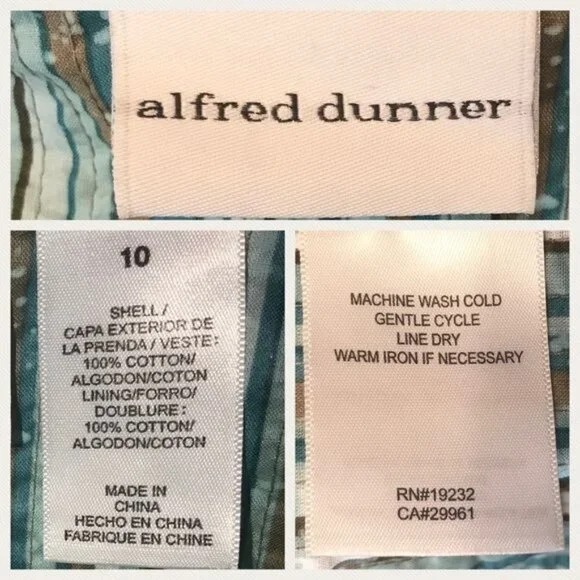 alfred dunner
10
SHELL/
CAPA EXTERIOR DE
LA PRENDA/VESTE:
100% COTTON/
ALGODON/COTON
LINING/FORRO/
DOUBLURE:
100% COTTON/
ALGODON/COTON
MADE IN
CHINA
HECHO EN CHINA
FABRIQUE EN CHINE
MACHINE WASH COLD
GENTLE CYCLE
LINE DRY
WARM IRON IF NECESSARY
RN#19232
CA#29961